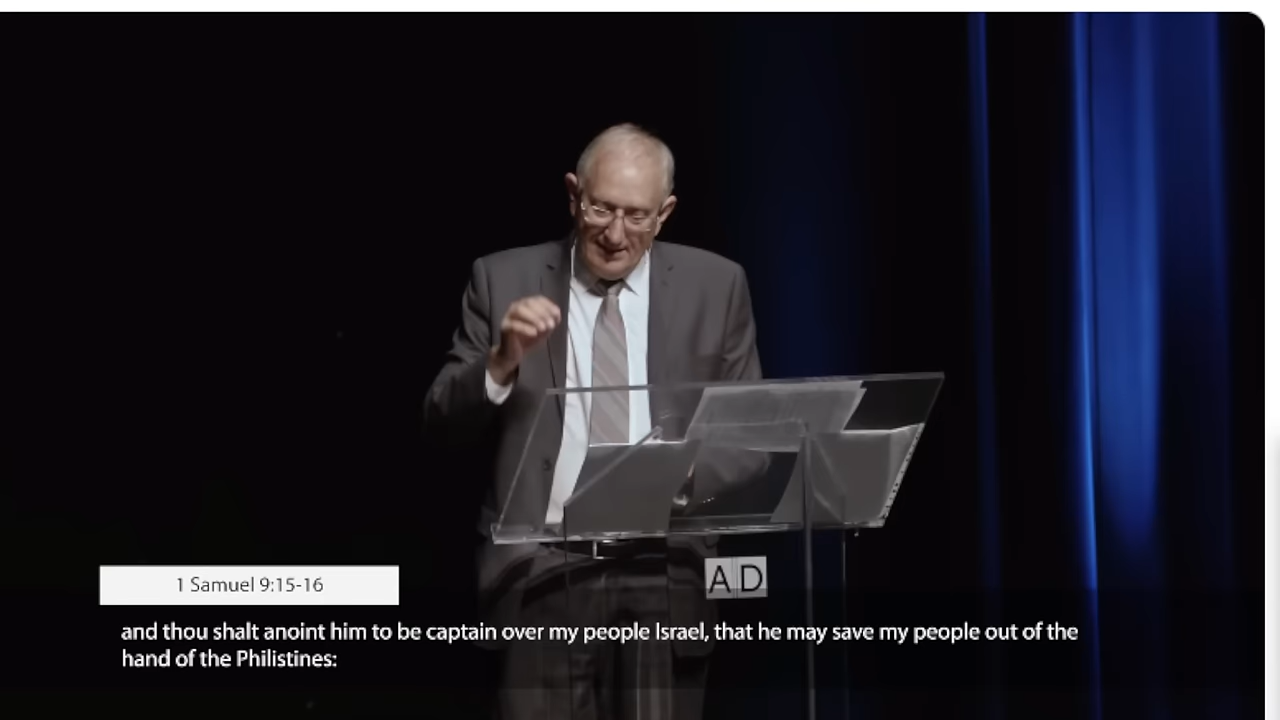 AD
1 Samuel 9:15-16
and thou shalt anoint him to be captain over my people Israel, that he may save my people out of the
hand of the Philistines: